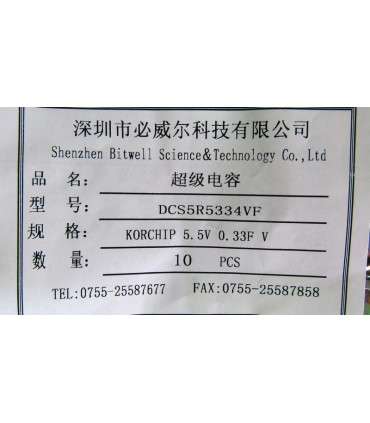 深圳市必威尔科技有限公司
Shenzhen Bitwell Science&Technology Co.,Ltd
品 名: 超级电容
型 号: DCS5R5334VF
规 格: KORCHIP 5.5V 0.33F V
数 量: 10 PCS
TEL:0755-25587677 FAX:0755-25587858